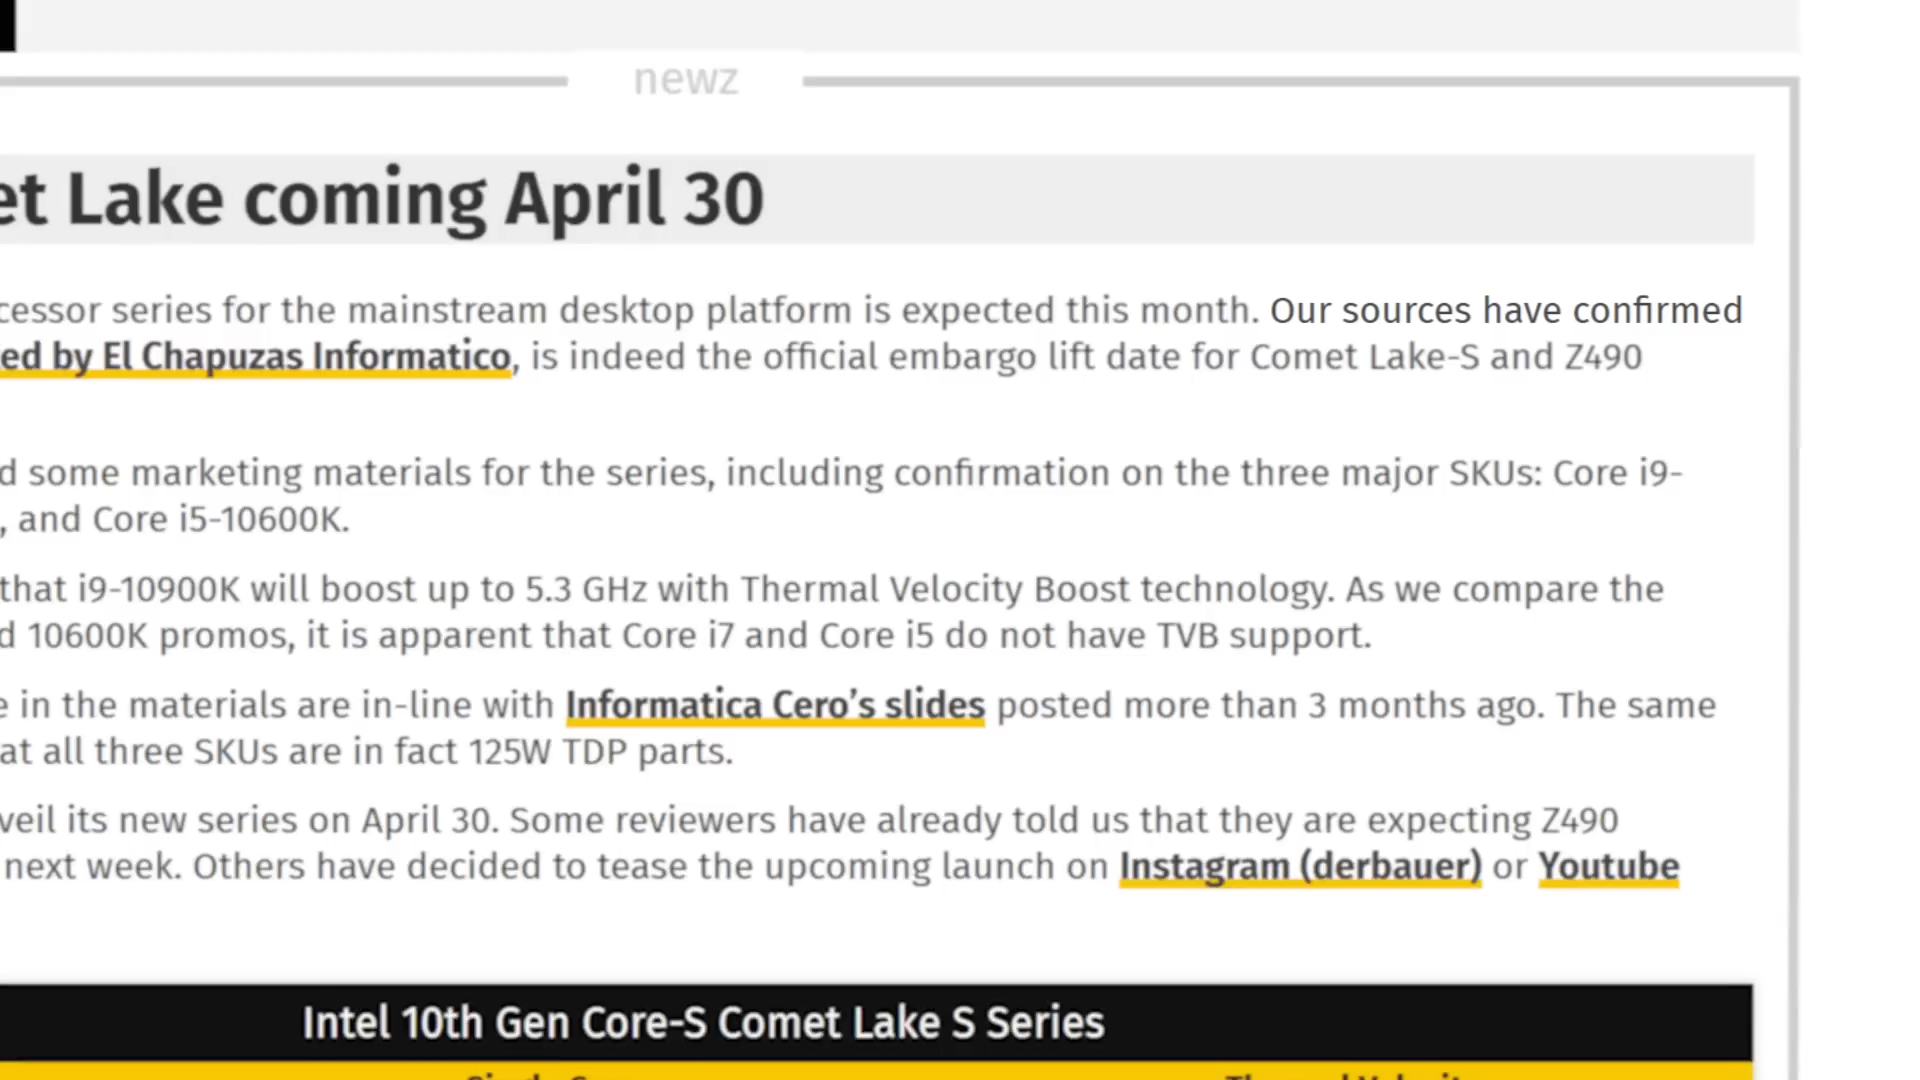 newz
et Lake coming April 30
cessor series for the mainstream desktop platform is expected this month. Our sources have confirmed
ed by El Chapuzas Informatico, is indeed the official embargo lift date for Comet Lake-S and Z490
d some marketing materials for the series, including confirmation on the three major SKUs: Core i9-
, and Core i5-10600K.
that i9-10900K will boost up to 5.3 GHz with Thermal Velocity Boost technology. As we compare the
d 10600K promos, it is apparent that Core i7 and Core i5 do not have TVB support.
e in the materials are in-line with Informatica Cero’s slides posted more than 3 months ago. The same
at all three SKUs are in fact 125W TDP parts.
veil its new series on April 30. Some reviewers have already told us that they are expecting Z490
next week. Others have decided to tease the upcoming launch on Instagram (derbauer) or Youtube
Intel 10th Gen Core-S Comet Lake S Series